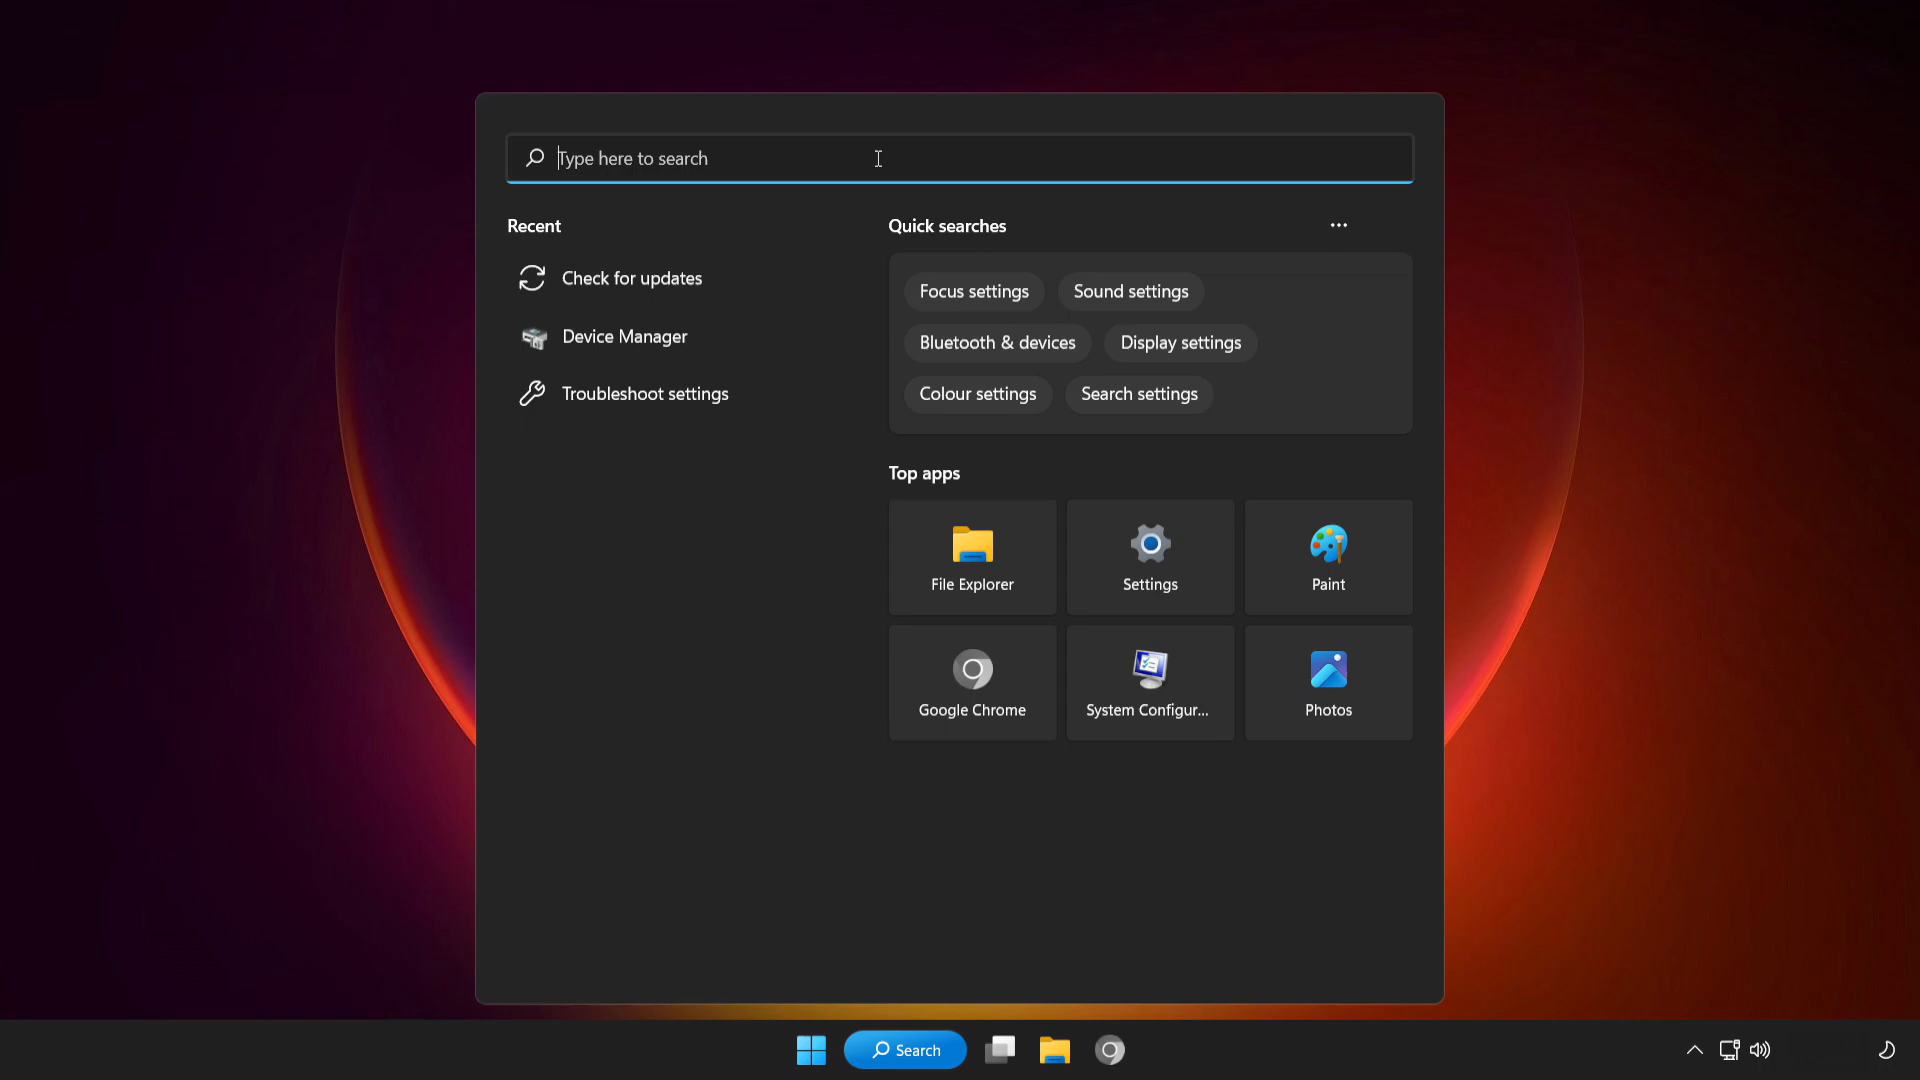 Type here to search
Recent
Quick searches
Check for updates
Device Manager
Troubleshoot settings
Focus settings
Sound settings
Bluetooth & devices
Display settings
Colour settings
Search settings
Top apps
File Explorer
Settings
Paint
Google Chrome
System Configur...
Photos
Search